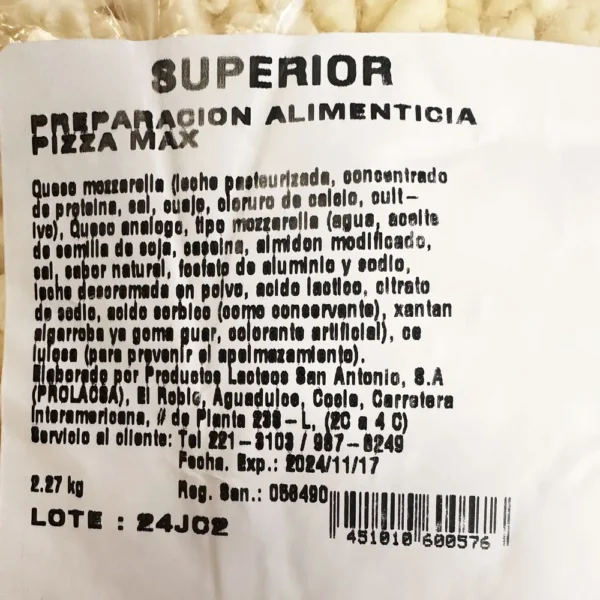 SUPERIOR
PREPARACION ALIMENTICIA
PIZZA MAX
Queso mozzarella (leche pasteurizada, concentrado
de proteina, sal, cuajo, cloruro de calcio, cult-
ivo), Queso analogo, tipo mozzarella (agua, aceite
de semilla de soja, caseina, almidon modificado,
sal, sabor natural, fosfato de aluminio y sodio,
leche descremada en polvo, acido lactico, citrato
de sodio, acido sorbico (como conservante), xantan
algarroba ya goma guar, colorante artificial), ce
lulosa (para prevenir el apelmazamiento).
Elaborado por Productos Lacteos San Antonio, S.A
(PROLACSA), El Roble, Aguadulce, Cocle, Carretera
Interamericana, # de Planta 238-L, (2C a 4 C)
Servicio al cliente: Tel 221-8103 / 987-8249
Fecha. Exp.: 2024/11/17
2.27 kg Reg. San.: 058490
LOTE : 24J02
451010 600576